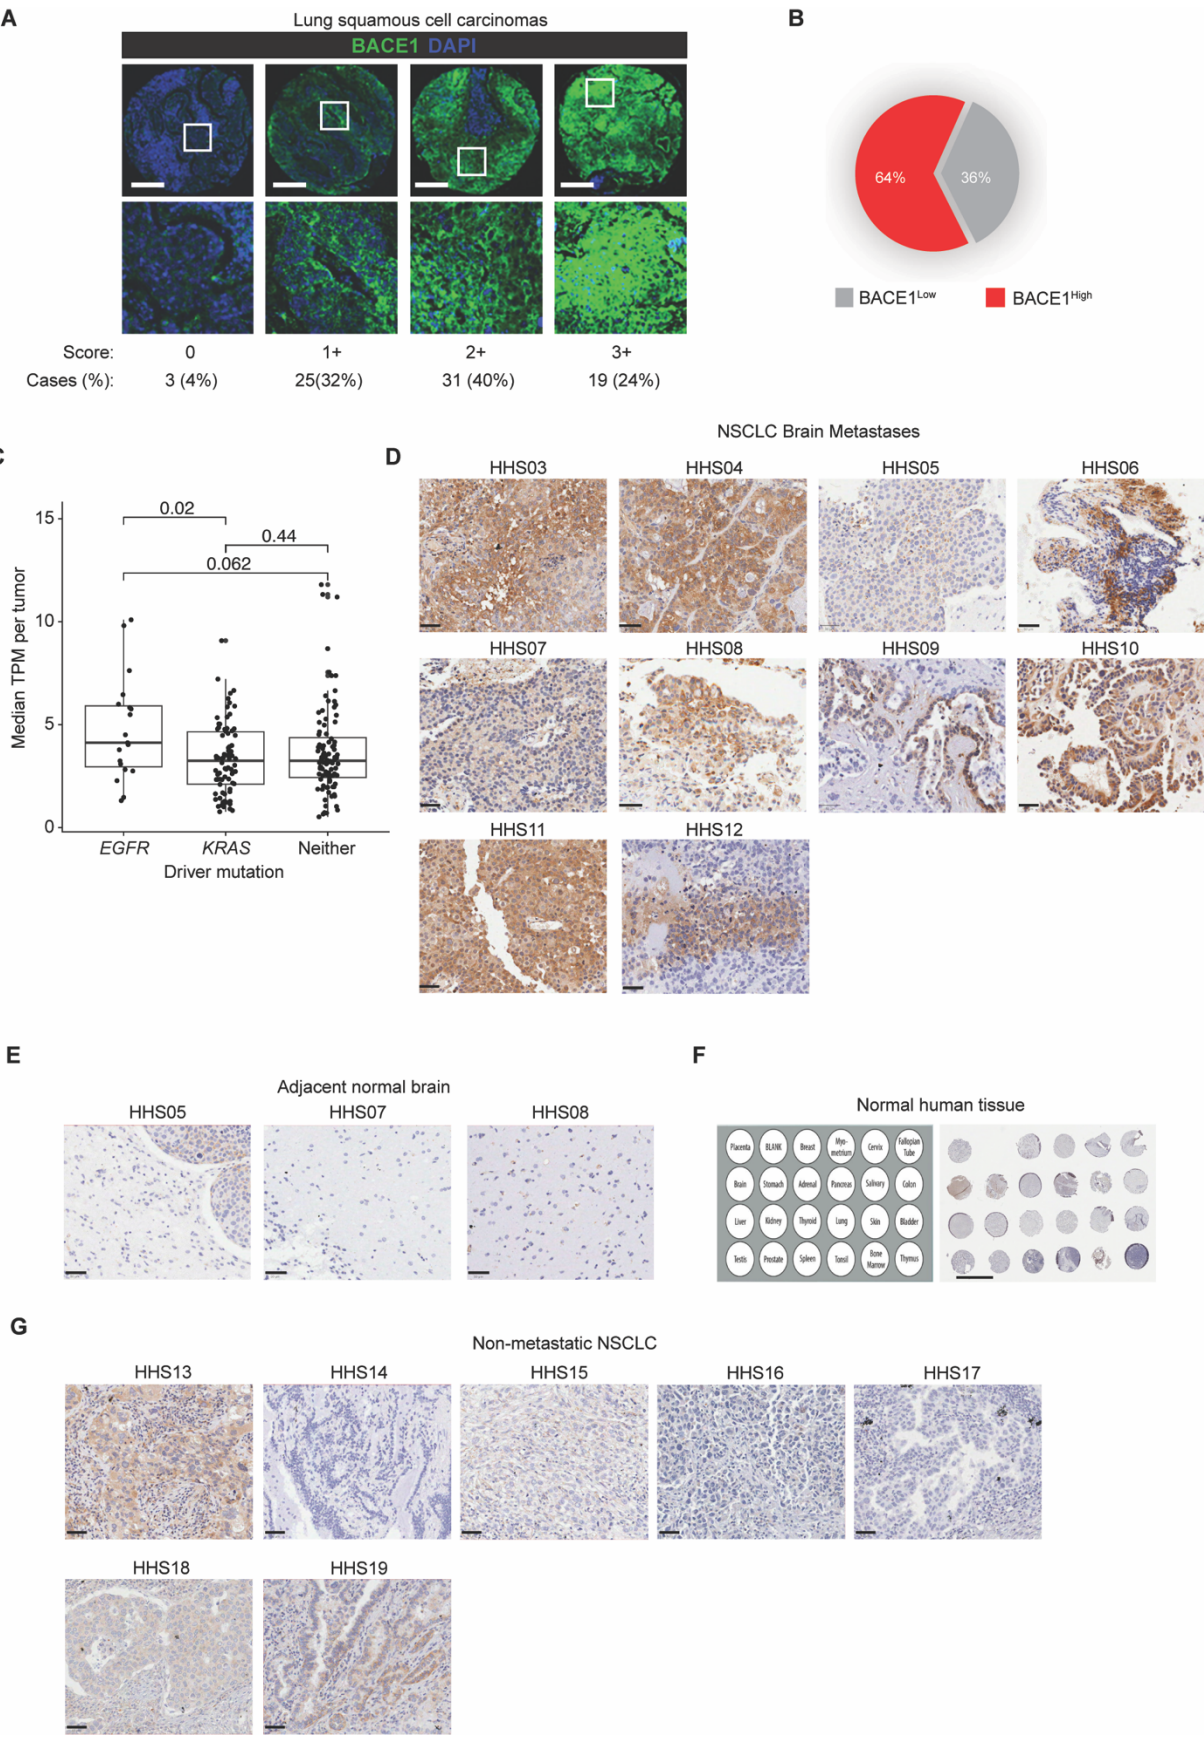 A
Lung squamous cell carcinomas
BACE1 DAPI
Score: 0 1+ 2+ 3+
Cases (%): 3 (4%) 25(32%) 31 (40%) 19 (24%)
B
64% 36%
BACE1Low BACE1High
C
Median TPM per tumor
15
10
5
0
0.02
0.44
0.062
EGFR KRAS Neither
Driver mutation
D
NSCLC Brain Metastases
HHS03 HHS04 HHS05 HHS06
HHS07 HHS08 HHS09 HHS10
HHS11 HHS12
E
Adjacent normal brain
HHS05 HHS07 HHS08
F
Normal human tissue
Placenta BLANK Breast Myo-metrium Cervix Fallopian Tube
Brain Stomach Adrenal Pancreas Salivary Colon
Liver Kidney Thyroid Lung Skin Bladder
Testis Prostate Spleen Tonsil Bone Marrow Thymus
G
Non-metastatic NSCLC
HHS13 HHS14 HHS15 HHS16 HHS17
HHS18 HHS19